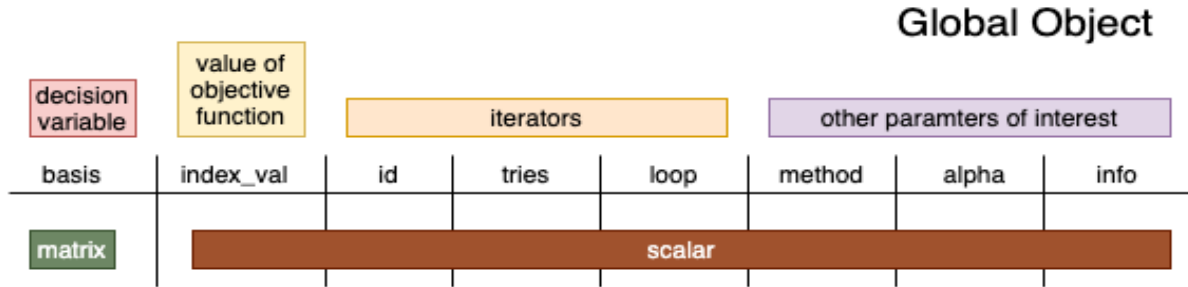 Global Object
decision
variable
value of
objective
function
iterators
other paramters of interest
basis index_val id tries loop method alpha info
matrix scalar